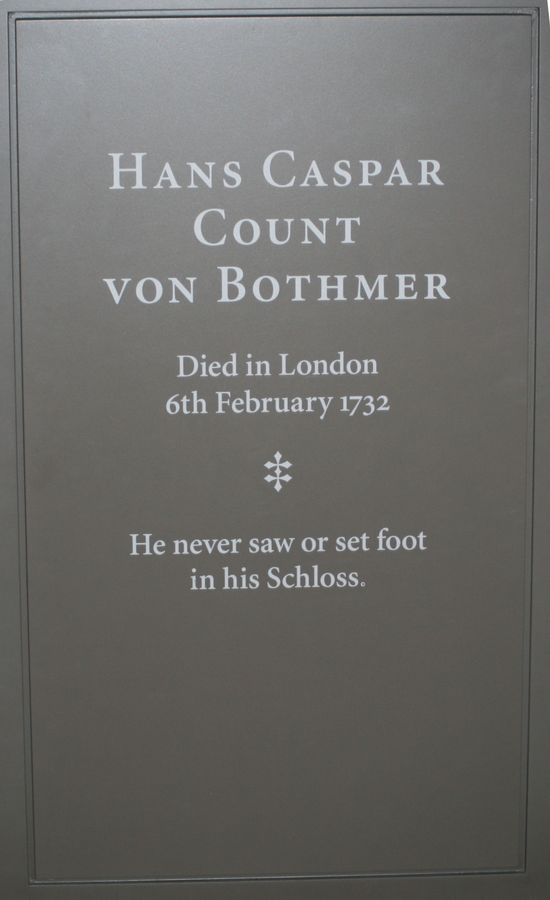 Hans Caspar
Count
von Bothmer
Died in London
6th February 1732
‡
He never saw or set foot
in his Schloss.